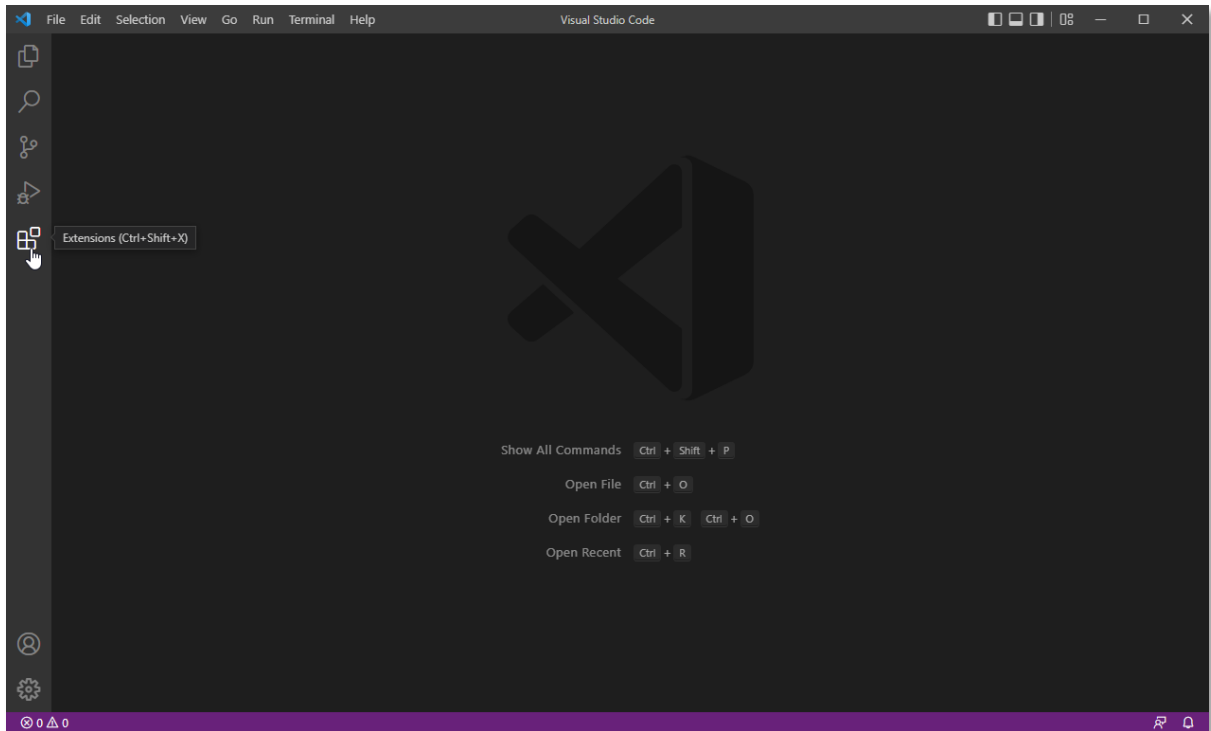 File Edit Selection View Go Run Terminal Help Visual Studio Code
Extensions (Ctrl+Shift+X)
Show All Commands Ctrl + Shift + P
Open File Ctrl + O
Open Folder Ctrl + K Ctrl + O
Open Recent Ctrl + R
0 0